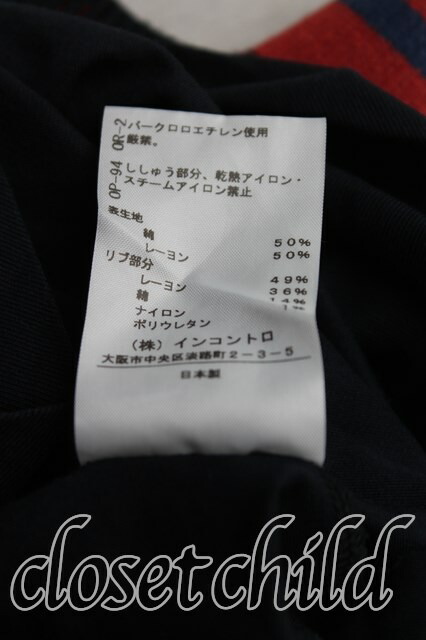 OR-2
パークロロエチレン使用
厳禁。
OP-94
ししゅう部分、乾熱アイロン・
スチームアイロン禁止
表生地
綿 50%
レーヨン 50%
リブ部分
レーヨン 49%
綿 36%
ナイロン 14%
ポリウレタン 1%
(株) インコントロ
大阪市中央区淡路町2-3-5
日本製
closet child